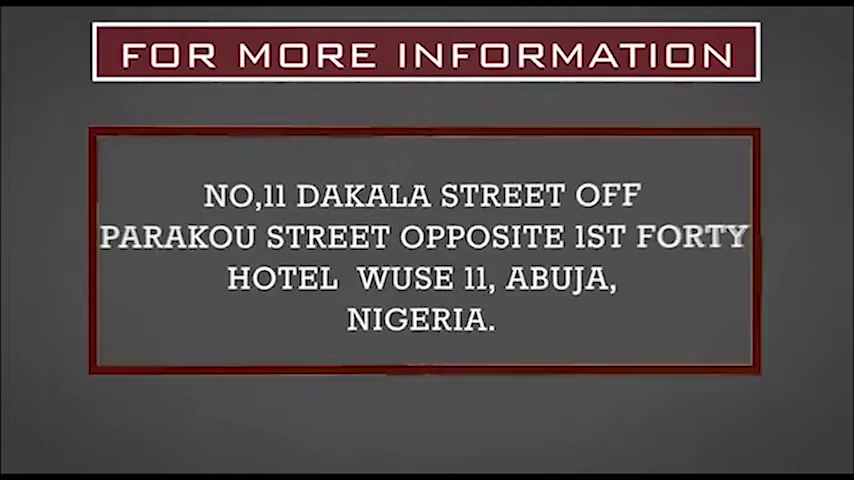 FOR MORE INFORMATION
NO,11 DAKALA STREET OFF
PARAKOU STREET OPPOSITE 1ST FORTY
HOTEL WUSE 11, ABUJA,
NIGERIA.